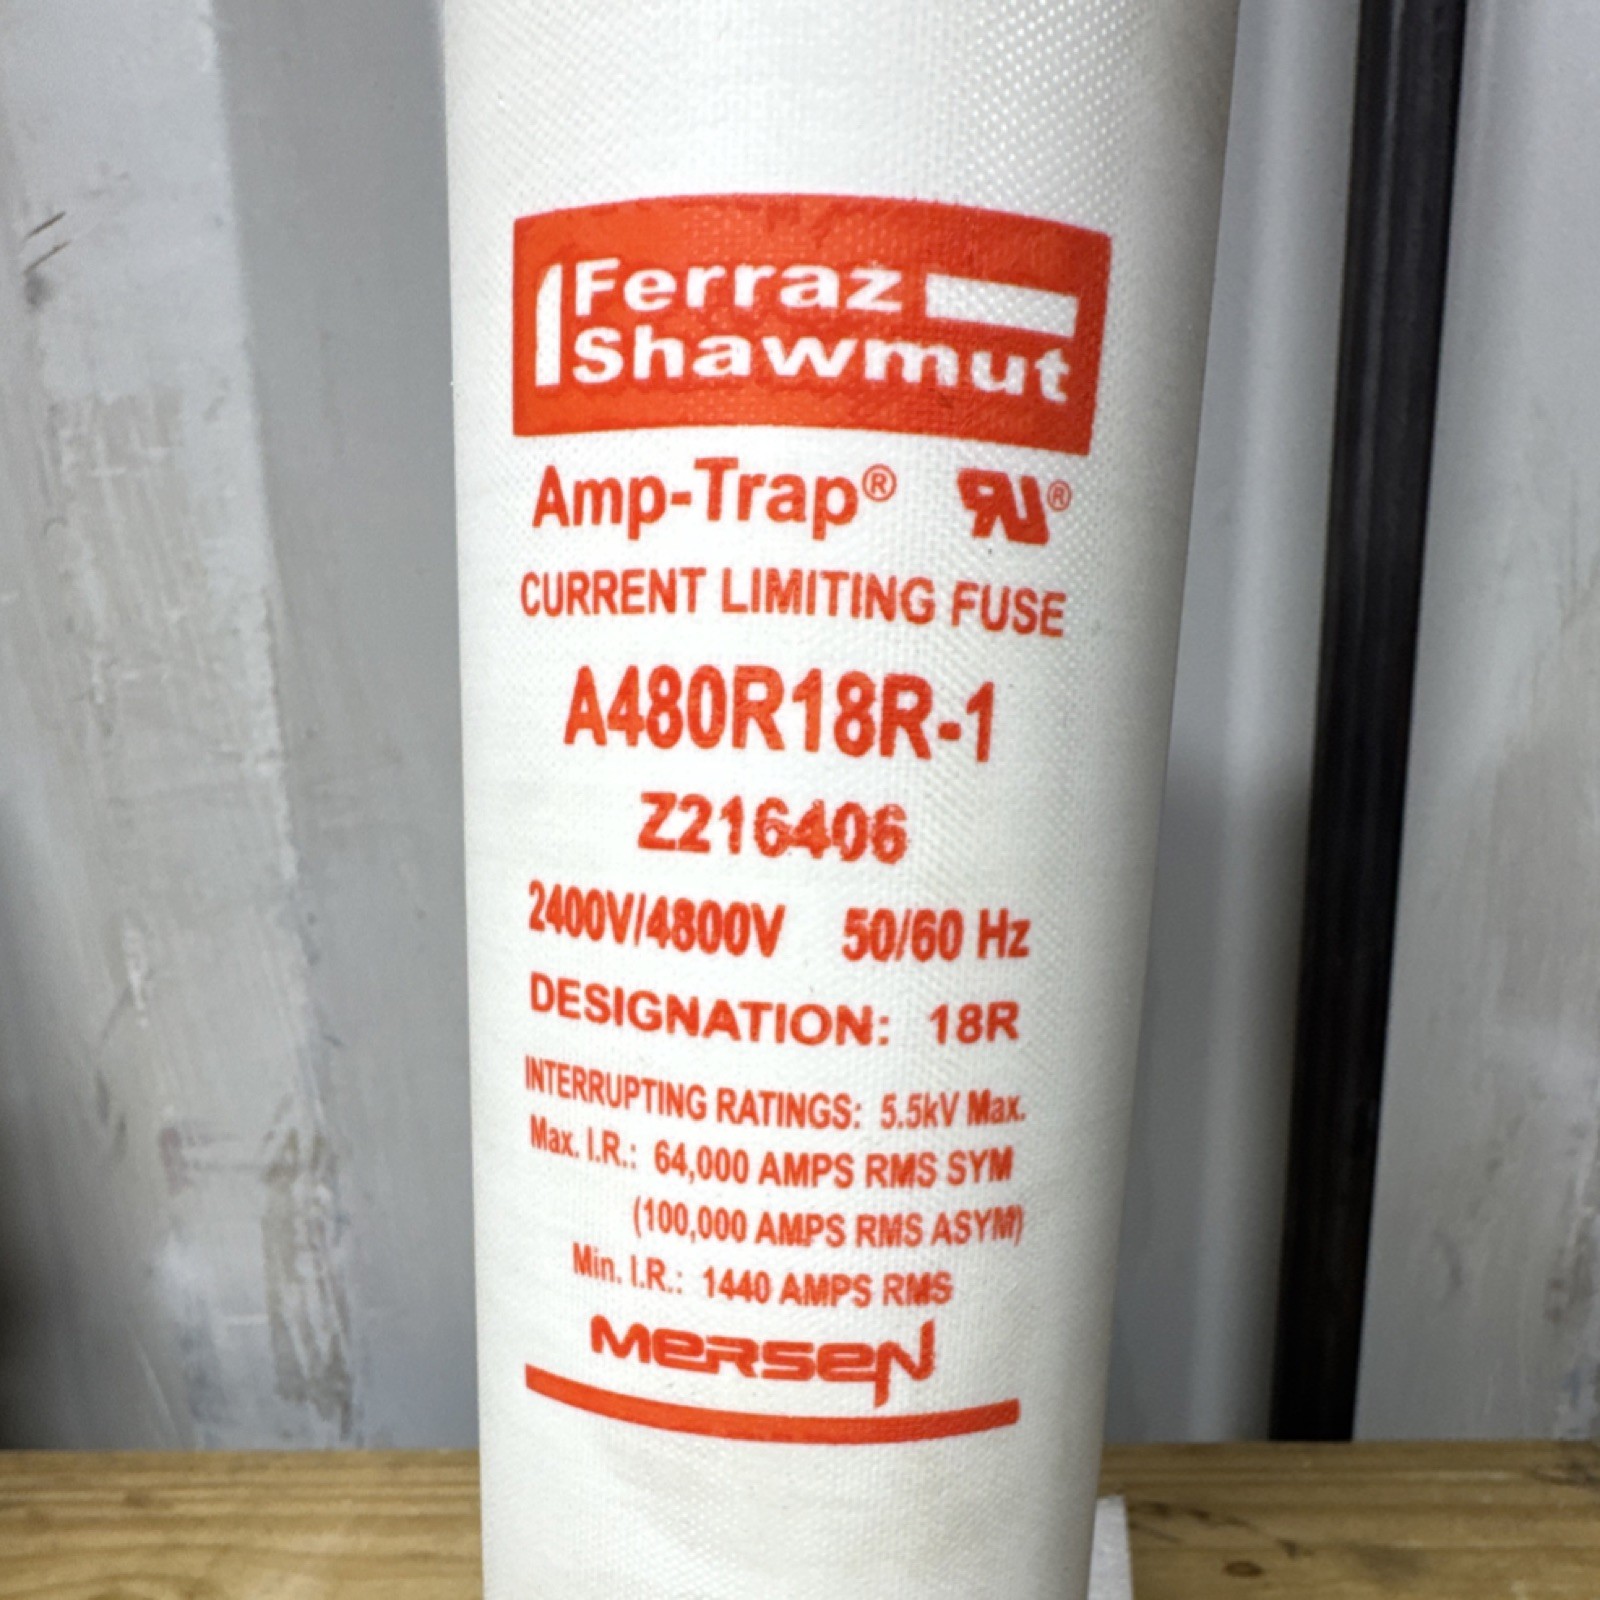 Ferraz
Shawmut
Amp-Trap® RU®
CURRENT LIMITING FUSE
A480R18R-1
Z216406
2400V/4800V 50/60 Hz
DESIGNATION: 18R
INTERRUPTING RATINGS: 5.5kV Max.
Max. I.R.: 64,000 AMPS RMS SYM
(100,000 AMPS RMS ASYM)
Min. I.R.: 1440 AMPS RMS
MERSEN